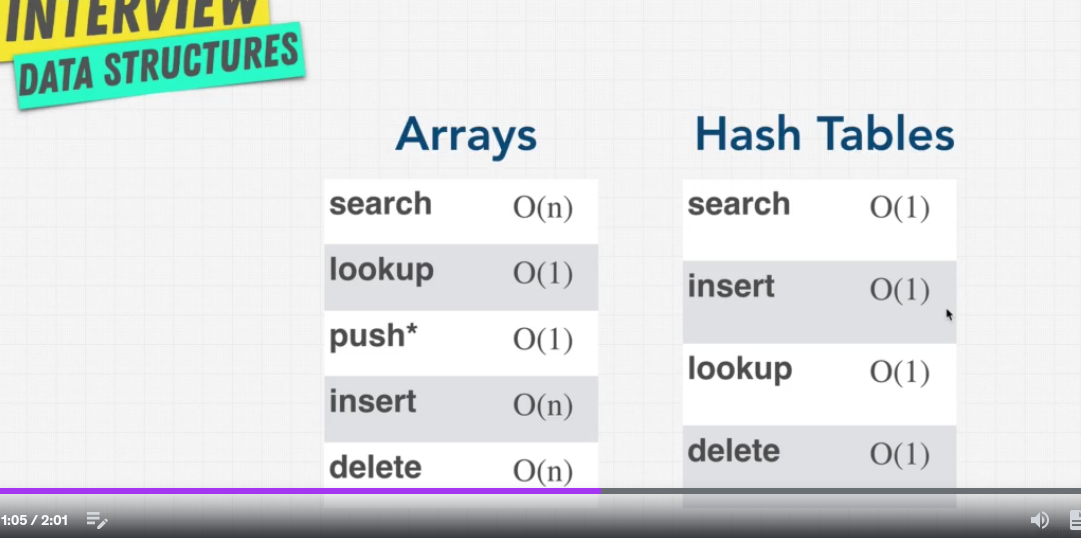 INTERVIEW
DATA STRUCTURES
Arrays
search O(n)
lookup O(1)
push* O(1)
insert O(n)
delete O(n)
Hash Tables
search O(1)
insert O(1)
lookup O(1)
delete O(1)
1:05 / 2:01